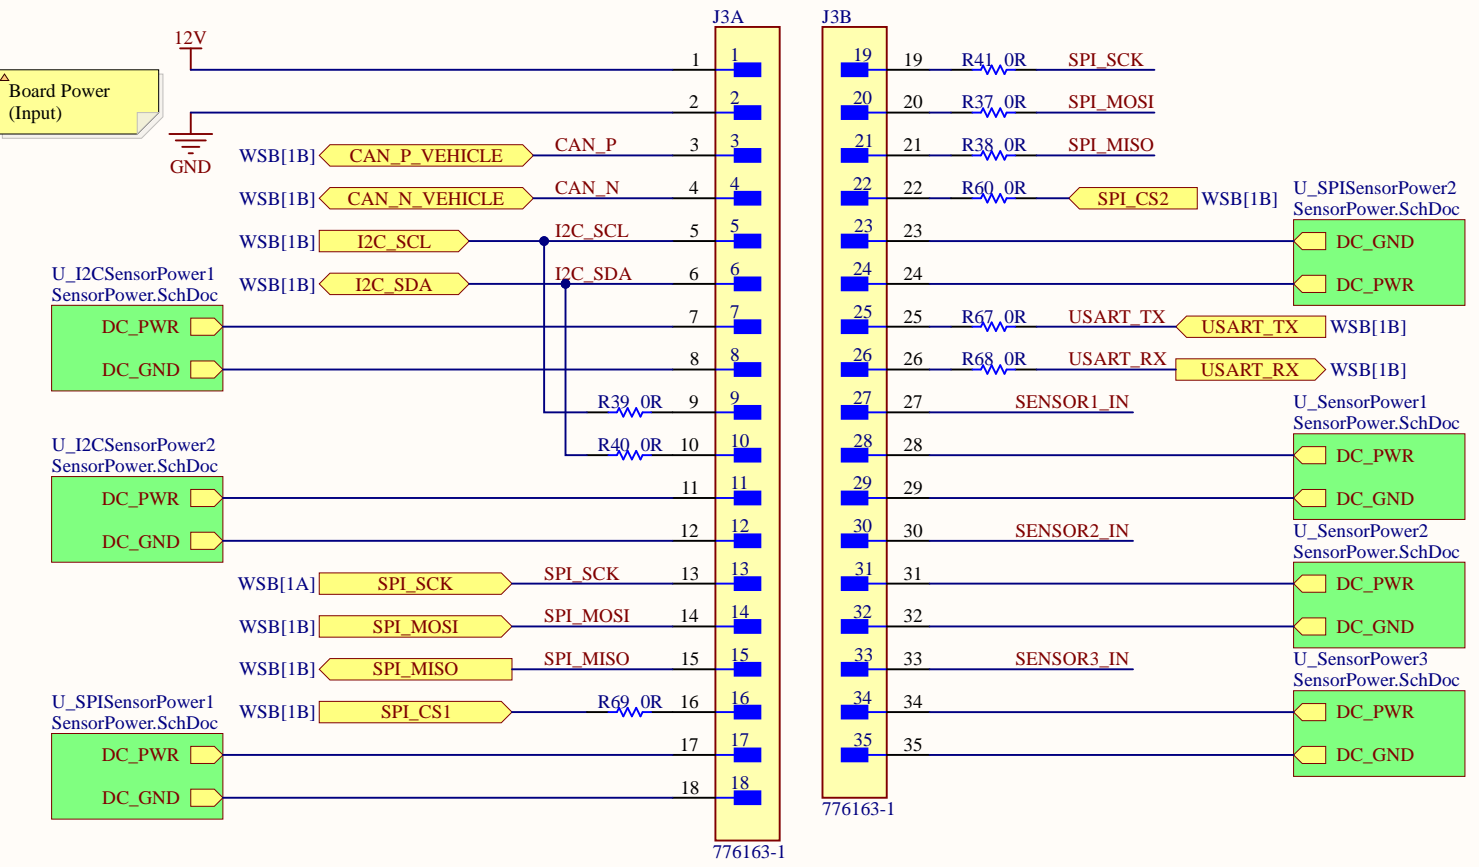 J3A J3B
12V
Board Power
(Input)
GND
1 1 19 19 R41 0R SPI_SCK
2 2 20 20 R37 0R SPI_MOSI
WSB[1B] CAN_P_VEHICLE CAN_P 3 3 21 21 R38 0R SPI_MISO
WSB[1B] CAN_N_VEHICLE CAN_N 4 4 22 22 R60 0R SPI_CS2 WSB[1B]
U_SPISensorPower2
SensorPower.SchDoc
WSB[1B] I2C_SCL I2C_SCL 5 5 23 23 DC_GND
WSB[1B] I2C_SDA I2C_SDA 6 6 24 24 DC_PWR
U_I2CSensorPower1
SensorPower.SchDoc
DC_PWR 7 7 25 25 R67 0R USART_TX USART_TX WSB[1B]
DC_GND 8 8 26 26 R68 0R USART_RX USART_RX WSB[1B]
R39 0R 9 9 27 27 SENSOR1_IN
U_SensorPower1
SensorPower.SchDoc
R40 0R 10 10 28 28 DC_PWR
U_I2CSensorPower2
SensorPower.SchDoc
DC_PWR 11 11 29 29 DC_GND
DC_GND 12 12 30 30 SENSOR2_IN
U_SensorPower2
SensorPower.SchDoc
WSB[1A] SPI_SCK SPI_SCK 13 13 31 31 DC_PWR
WSB[1B] SPI_MOSI SPI_MOSI 14 14 32 32 DC_GND
WSB[1B] SPI_MISO SPI_MISO 15 15 33 33 SENSOR3_IN
U_SensorPower3
SensorPower.SchDoc
WSB[1B] SPI_CS1 R69 0R 16 16 34 34 DC_PWR
U_SPISensorPower1
SensorPower.SchDoc
DC_PWR 17 17 35 35 DC_GND
DC_GND 18 18
776163-1
776163-1